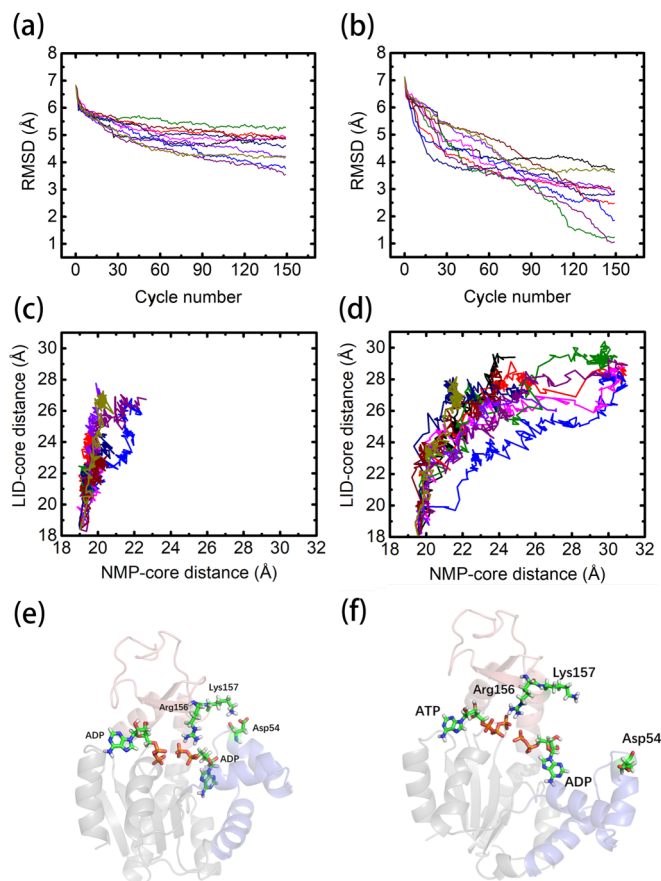 (a)
(b)
RMSD (Å)
8
7
6
5
4
3
2
1
0 30 60 90 120 150
Cycle number
RMSD (Å)
8
7
6
5
4
3
2
1
0 30 60 90 120 150
Cycle number
(c)
(d)
LID-core distance (Å)
30
28
26
24
22
20
18
18 20 22 24 26 28 30 32
NMP-core distance (Å)
LID-core distance (Å)
30
28
26
24
22
20
18
18 20 22 24 26 28 30 32
NMP-core distance (Å)
(e)
(f)
Lys157
Arg156
Asp54
ADP
ADP
Lys157
Arg156
ATP
Asp54
ADP